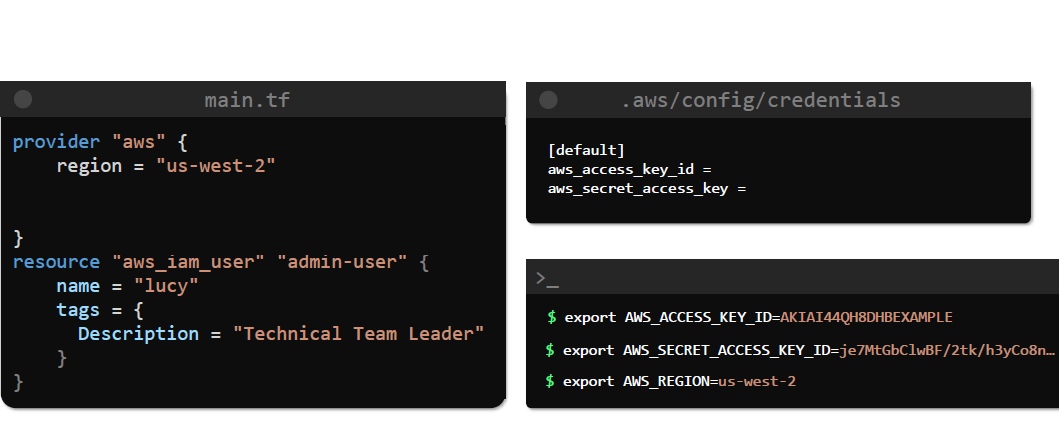 main.tf
provider "aws" {
region = "us-west-2"
}
resource "aws_iam_user" "admin-user" {
name = "lucy"
tags = {
Description = "Technical Team Leader"
}
}
.aws/config/credentials
[default]
aws_access_key_id =
aws_secret_access_key =
>_
$ export AWS_ACCESS_KEY_ID=AKIAI44QH8DHBEXAMPLE
$ export AWS_SECRET_ACCESS_KEY_ID=je7MtGbClwBF/2tk/h3yCo8n…
$ export AWS_REGION=us-west-2